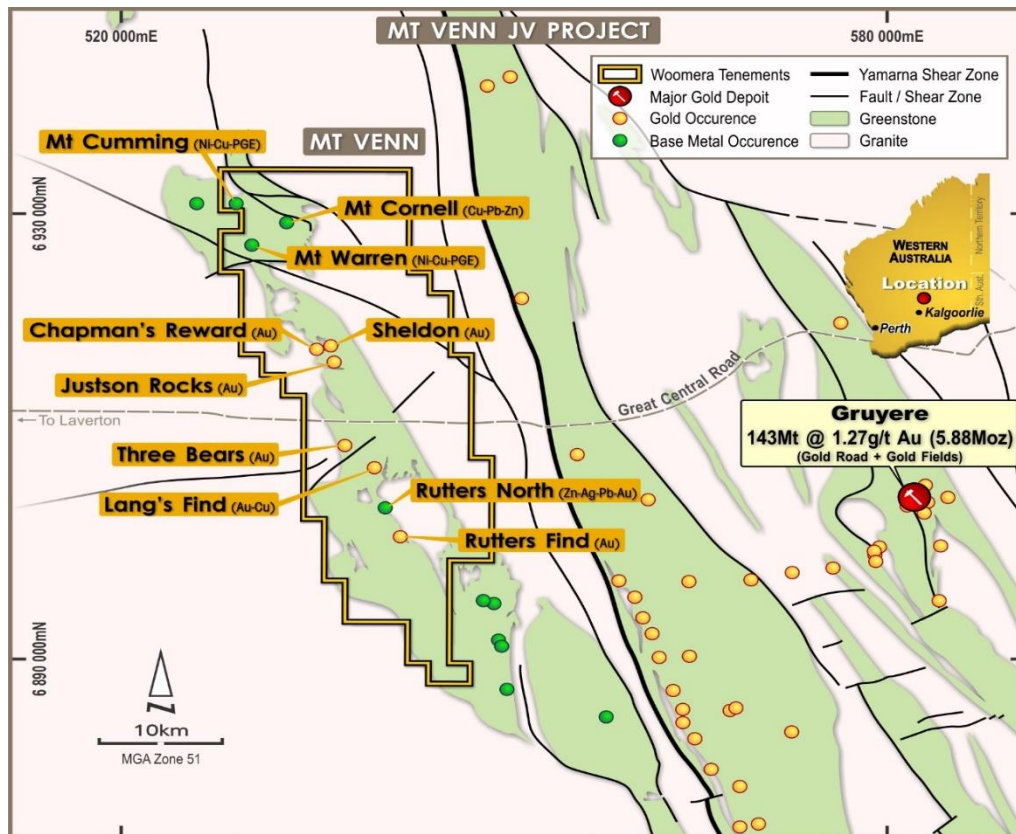 520 000mE
MT VENN JV PROJECT
580 000mE
Woomera Tenements
Major Gold Depoit
Gold Occurence
Base Metal Occurence
Yamarna Shear Zone
Fault / Shear Zone
Greenstone
Granite
Mt Cumming (Ni-Cu-PGE)
MT VENN
6 930 000mN
Mt Cornell (Cu-Pb-Zn)
Mt Warren (Ni-Cu-PGE)
WESTERN
AUSTRALIA
Location
Kalgoorlie
Perth
Northern Territory
Sth. Aust.
Chapman's Reward (Au)
Sheldon (Au)
Justson Rocks (Au)
Great Central Road
To Laverton
Gruyere
143Mt @ 1.27g/t Au (5.88Moz)
(Gold Road + Gold Fields)
Three Bears (Au)
Lang's Find (Au-Cu)
Rutters North (Zn-Ag-Pb-Au)
Rutters Find (Au)
6 890 000mN
N
10km
MGA Zone 51